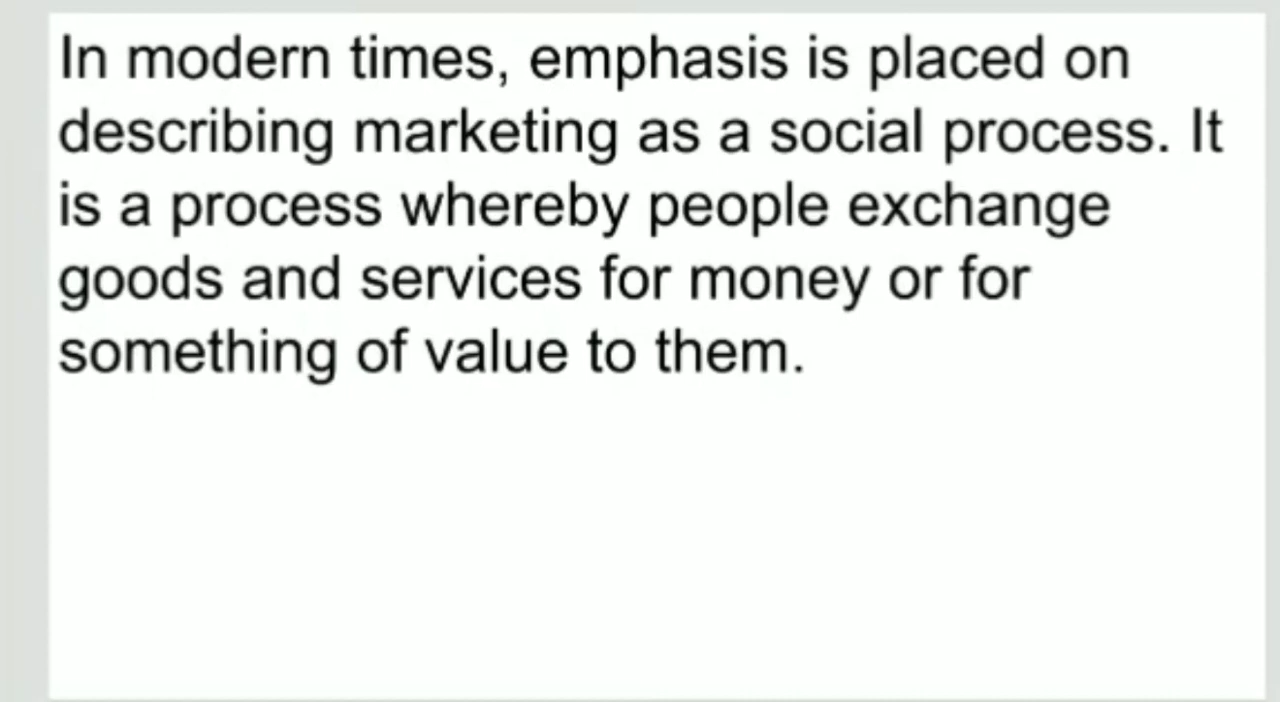 In modern times, emphasis is placed on
describing marketing as a social process. It
is a process whereby people exchange
goods and services for money or for
something of value to them.